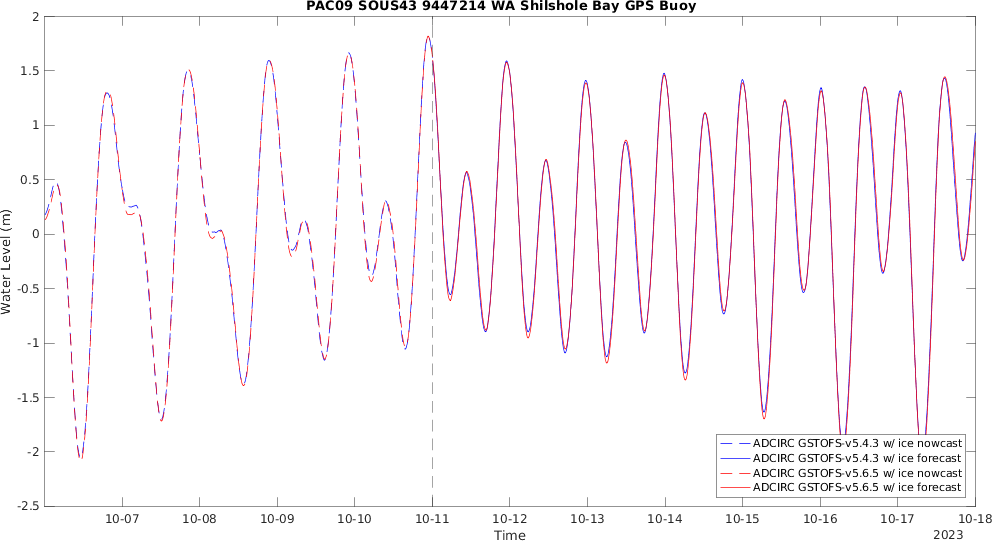 PAC09 SOUS43 9447214 WA Shilshole Bay GPS Buoy
2
1.5
1
0.5
0
-0.5
-1
-1.5
-2
-2.5
Water Level (m)
ADCIRC GSTOFS-v5.4.3 w/ ice nowcast
ADCIRC GSTOFS-v5.4.3 w/ ice forecast
ADCIRC GSTOFS-v5.6.5 w/ ice nowcast
ADCIRC GSTOFS-v5.6.5 w/ ice forecast
10-07 10-08 10-09 10-10 10-11 10-12 10-13 10-14 10-15 10-16 10-17 10-18
Time
2023